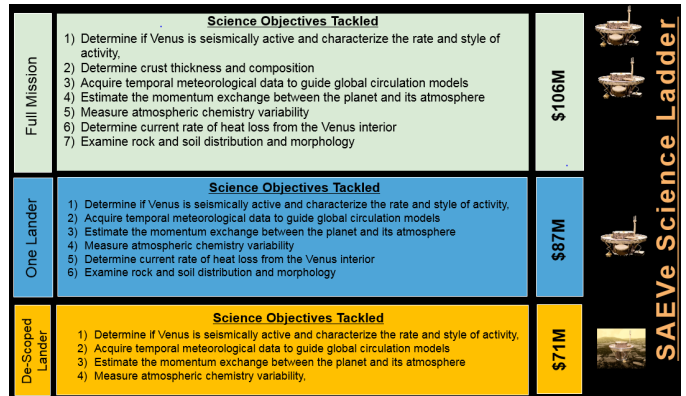 Full Mission
Science Objectives Tackled
1) Determine if Venus is seismically active and characterize the rate and style of
activity,
2) Determine crust thickness and composition
3) Acquire temporal meteorological data to guide global circulation models
4) Estimate the momentum exchange between the planet and its atmosphere
5) Measure atmospheric chemistry variability
6) Determine current rate of heat loss from the Venus interior
7) Examine rock and soil distribution and morphology
$106M
One Lander
Science Objectives Tackled
1) Determine if Venus is seismically active and characterize the rate and style of activity,
2) Acquire temporal meteorological data to guide global circulation models
3) Estimate the momentum exchange between the planet and its atmosphere
4) Measure atmospheric chemistry variability
5) Determine current rate of heat loss from the Venus interior
6) Examine rock and soil distribution and morphology
$87M
De-Scoped
Lander
Science Objectives Tackled
1) Determine if Venus is seismically active and characterize the rate and style of activity,
2) Acquire temporal meteorological data to guide global circulation models
3) Estimate the momentum exchange between the planet and its atmosphere
4) Measure atmospheric chemistry variability,
$71M
SAEVe Science Ladder